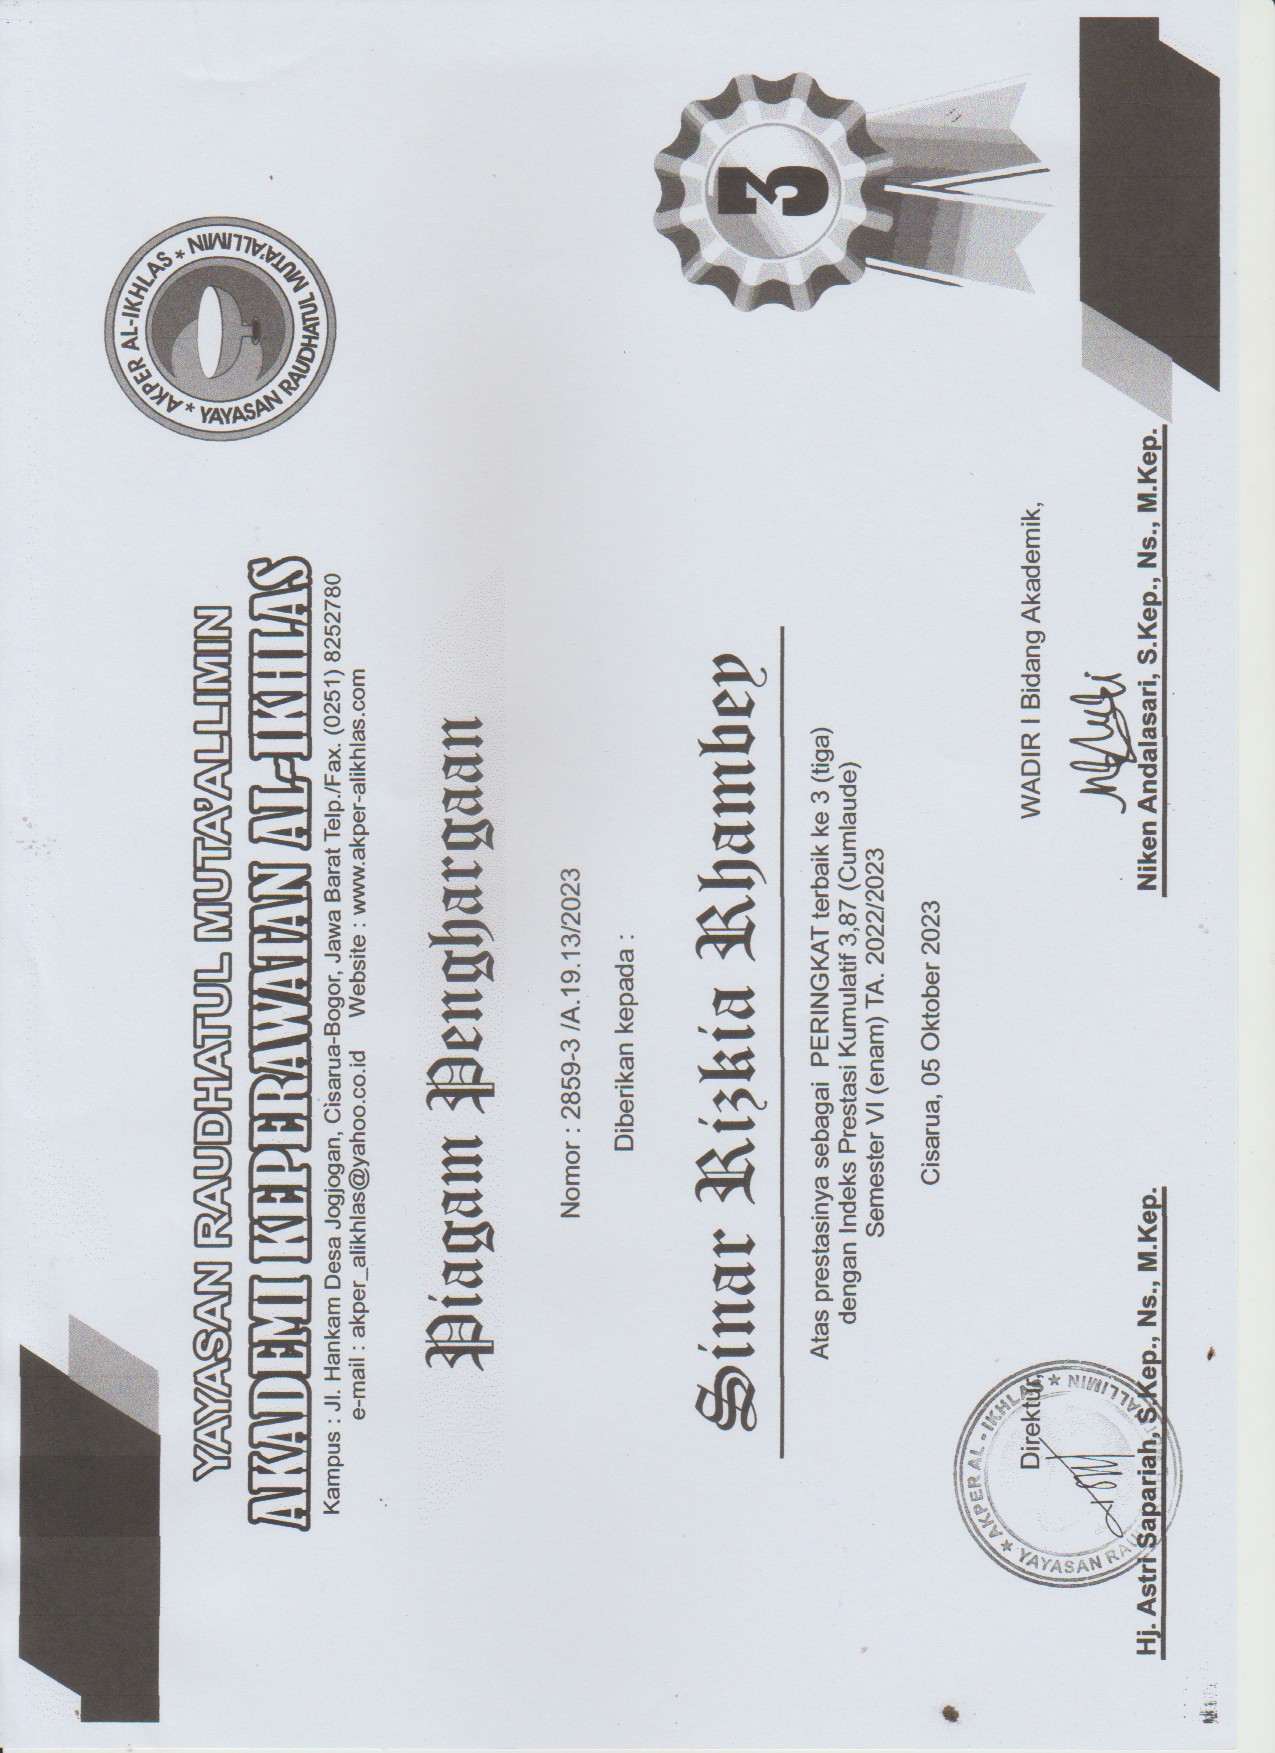 YAYASAN RAUDHATUL MUTA'ALLIMIN
AKADEMI KEPERAWATAN AL-IKHLAS
Kampus : Jl. Hankam Desa Jogjogan, Cisarua-Bogor, Jawa Barat Telp./Fax. (0251) 8252780
e-mail : akper_alikhlas@yahoo.co.id Website : www.akper-alikhlas.com
* AKPER AL-IKHLAS * YAYASAN RAUDHATUL MUTA'ALLIMIN
Piagam Penghargaan
Nomor : 2859-3 /A.19.13/2023
Diberikan kepada :
Sinar Rizkia Rhambey
3
Atas prestasinya sebagai PERINGKAT terbaik ke 3 (tiga)
dengan Indeks Prestasi Kumulatif 3,87 (Cumlaude)
Semester VI (enam) TA. 2022/2023
Cisarua, 05 Oktober 2023
Direktur,
WADIR I Bidang Akademik,
* AKPER AL - IKHLAS *
YAYASAN
Hj. Astri Sapariah, S.Kep., Ns., M.Kep.
Niken Andalasari, S.Kep., Ns., M.Kep.